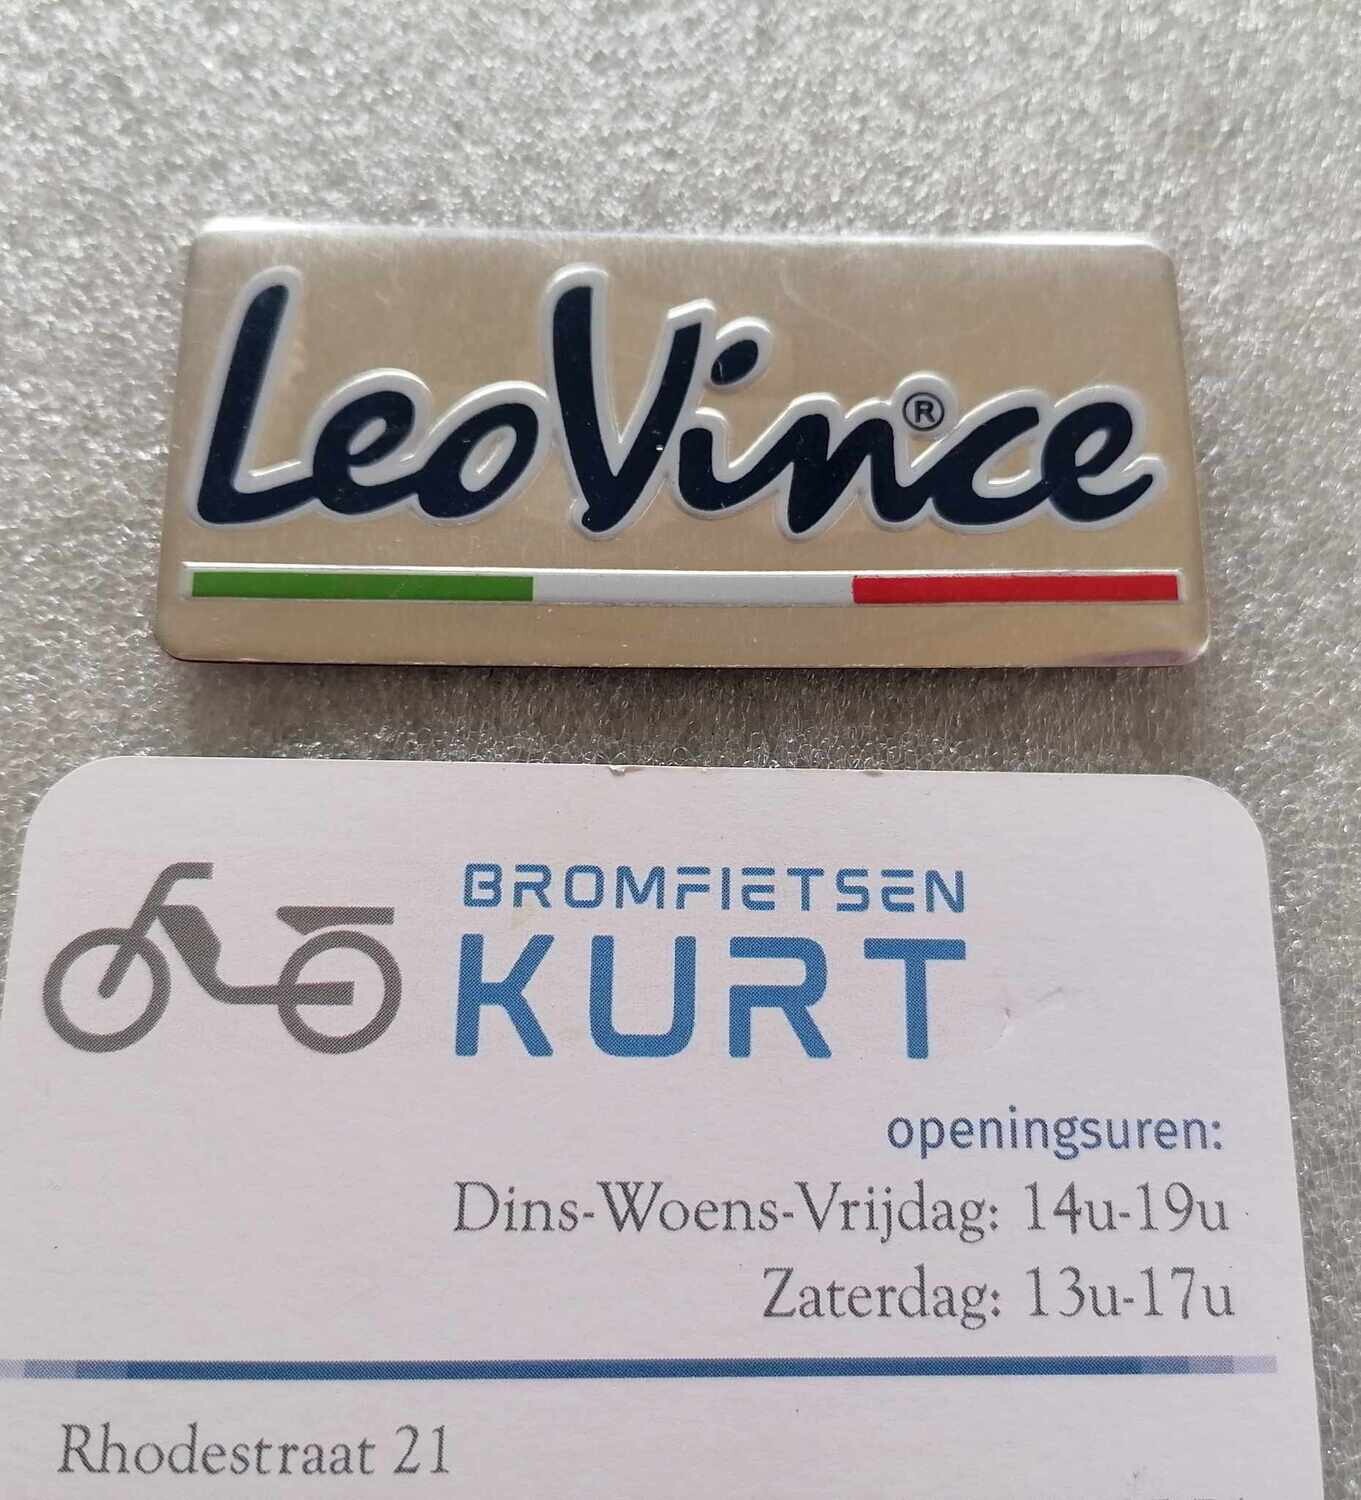 LeoVince®
BROMFIETSEN
KURT
openingsuren:
Dins-Woens-Vrijdag: 14u-19u
Zaterdag: 13u-17u
Rhodestraat 21